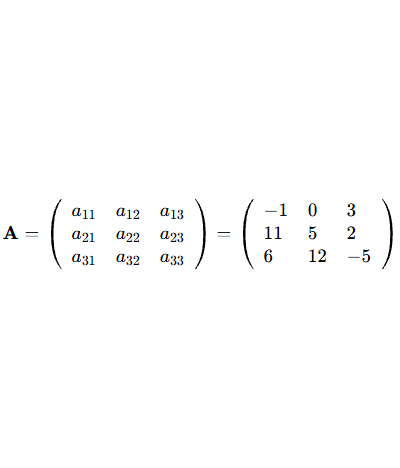 A = ( a11 a12 a13 ) = ( −1 0 3 )
( a21 a22 a23 ) ( 11 5 2 )
( a31 a32 a33 ) ( 6 12 −5 )